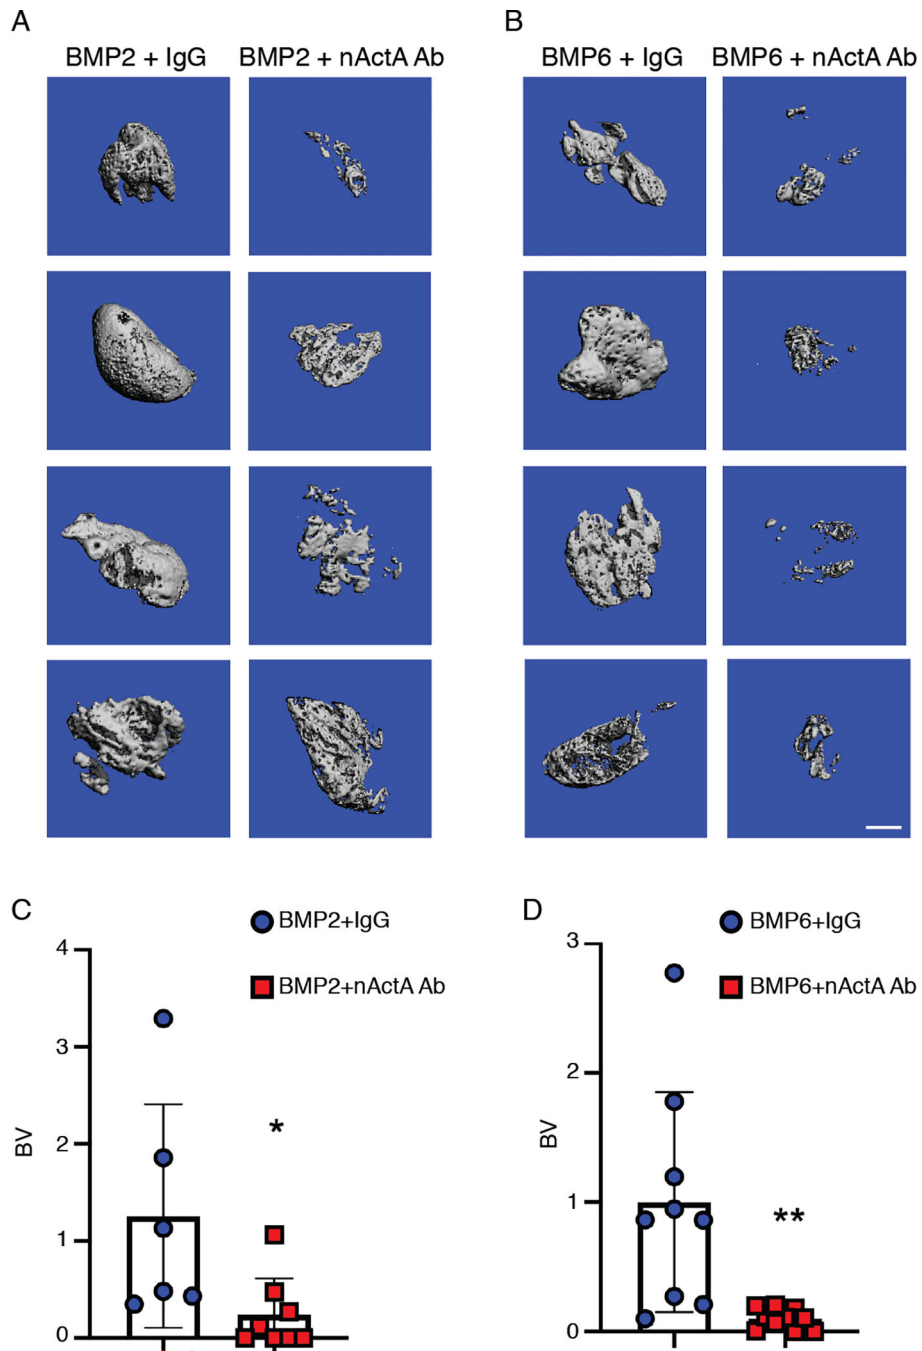 A
BMP2 + IgG
BMP2 + nActA Ab
B
BMP6 + IgG
BMP6 + nActA Ab
C
BMP2+IgG
BMP2+nActA Ab
4
3
2
1
0
BV
*
D
BMP6+IgG
BMP6+nActA Ab
3
2
1
0
BV
**